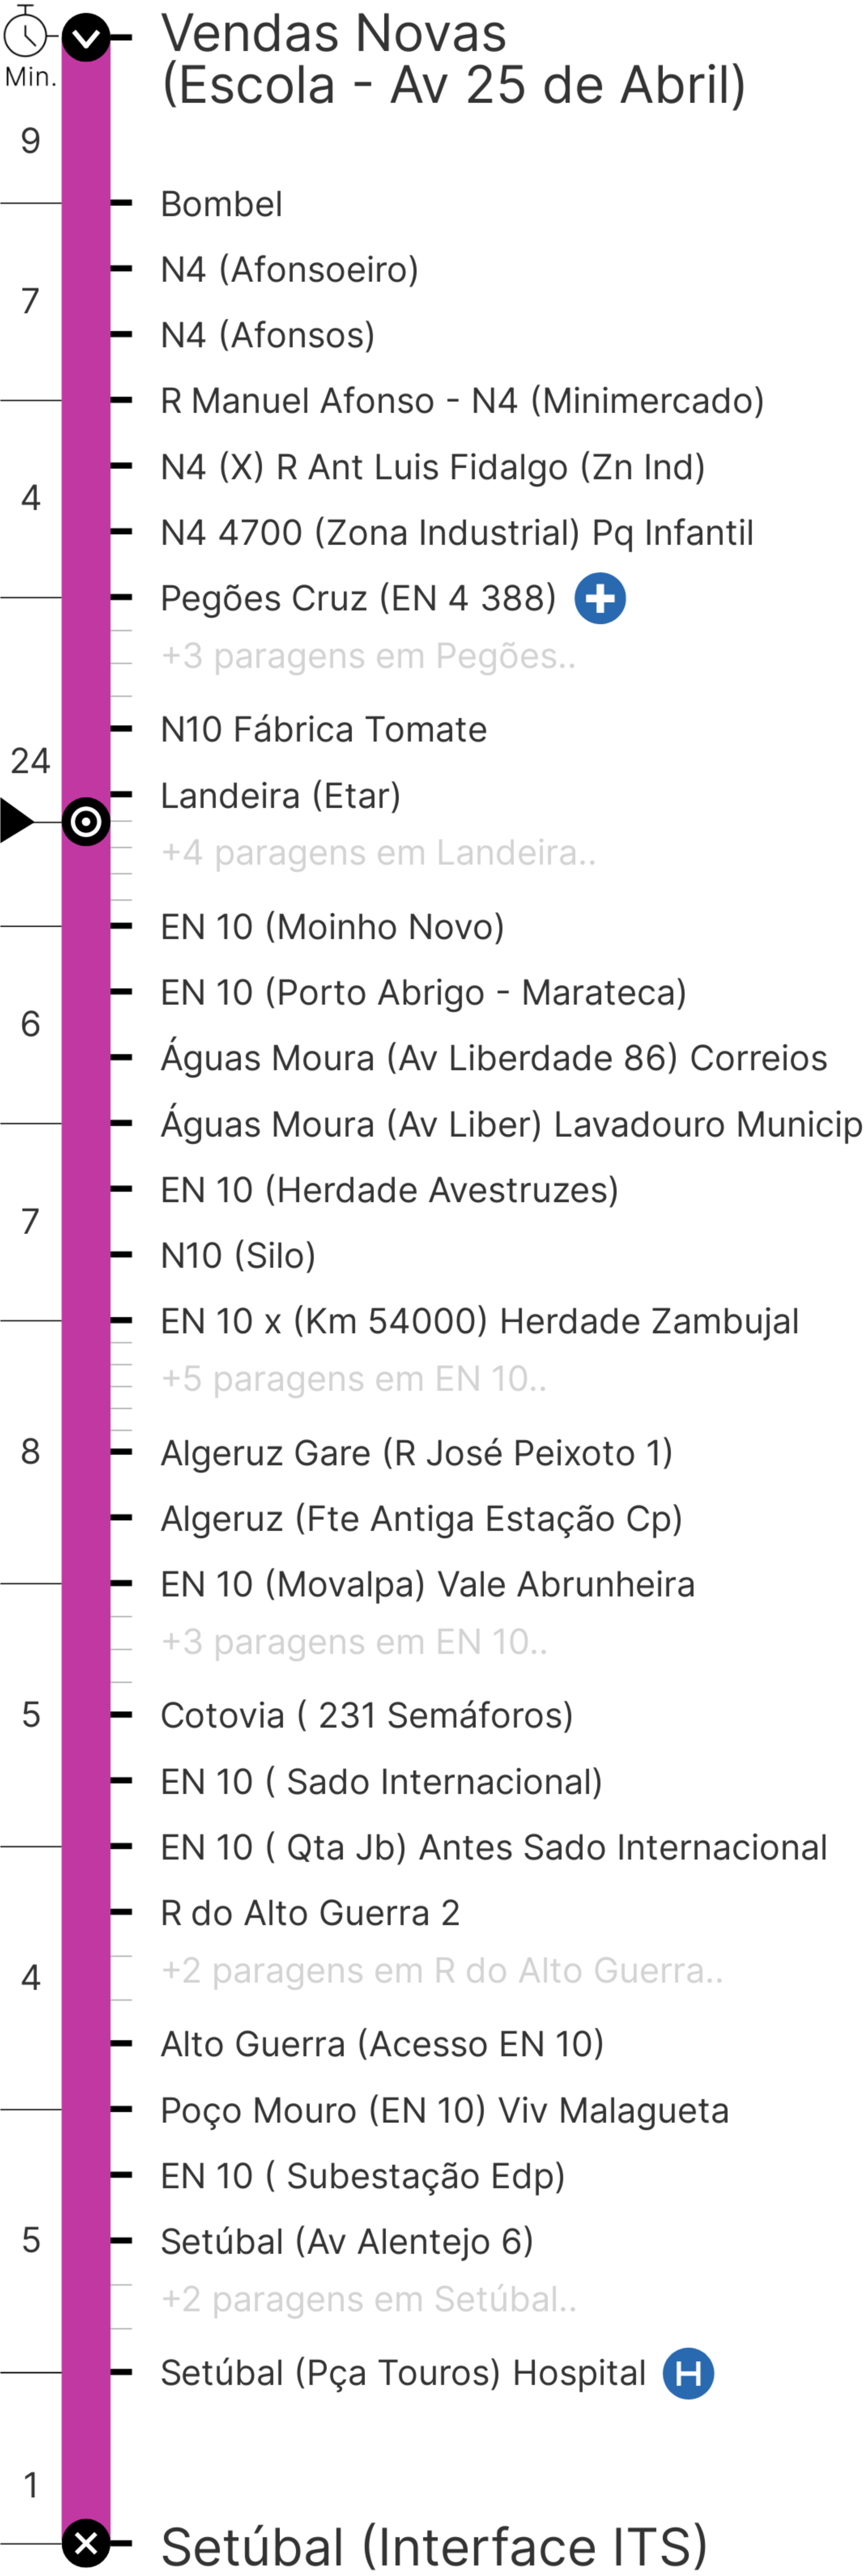 Vendas Novas
(Escola - Av 25 de Abril)
Min.
9
Bombel
N4 (Afonsoeiro)
7
N4 (Afonsos)
R Manuel Afonso - N4 (Minimercado)
N4 (X) R Ant Luis Fidalgo (Zn Ind)
4
N4 4700 (Zona Industrial) Pq Infantil
Pegões Cruz (EN 4 388)
+3 paragens em Pegões..
N10 Fábrica Tomate
24
Landeira (Etar)
+4 paragens em Landeira..
EN 10 (Moinho Novo)
EN 10 (Porto Abrigo - Marateca)
6
Águas Moura (Av Liberdade 86) Correios
Águas Moura (Av Liber) Lavadouro Municip
EN 10 (Herdade Avestruzes)
7
N10 (Silo)
EN 10 x (Km 54000) Herdade Zambujal
+5 paragens em EN 10..
8
Algeruz Gare (R José Peixoto 1)
Algeruz (Fte Antiga Estação Cp)
EN 10 (Movalpa) Vale Abrunheira
+3 paragens em EN 10..
5
Cotovia ( 231 Semáforos)
EN 10 ( Sado Internacional)
EN 10 ( Qta Jb) Antes Sado Internacional
R do Alto Guerra 2
+2 paragens em R do Alto Guerra..
4
Alto Guerra (Acesso EN 10)
Poço Mouro (EN 10) Viv Malagueta
EN 10 ( Subestação Edp)
5
Setúbal (Av Alentejo 6)
+2 paragens em Setúbal..
Setúbal (Pça Touros) Hospital H
1
Setúbal (Interface ITS)